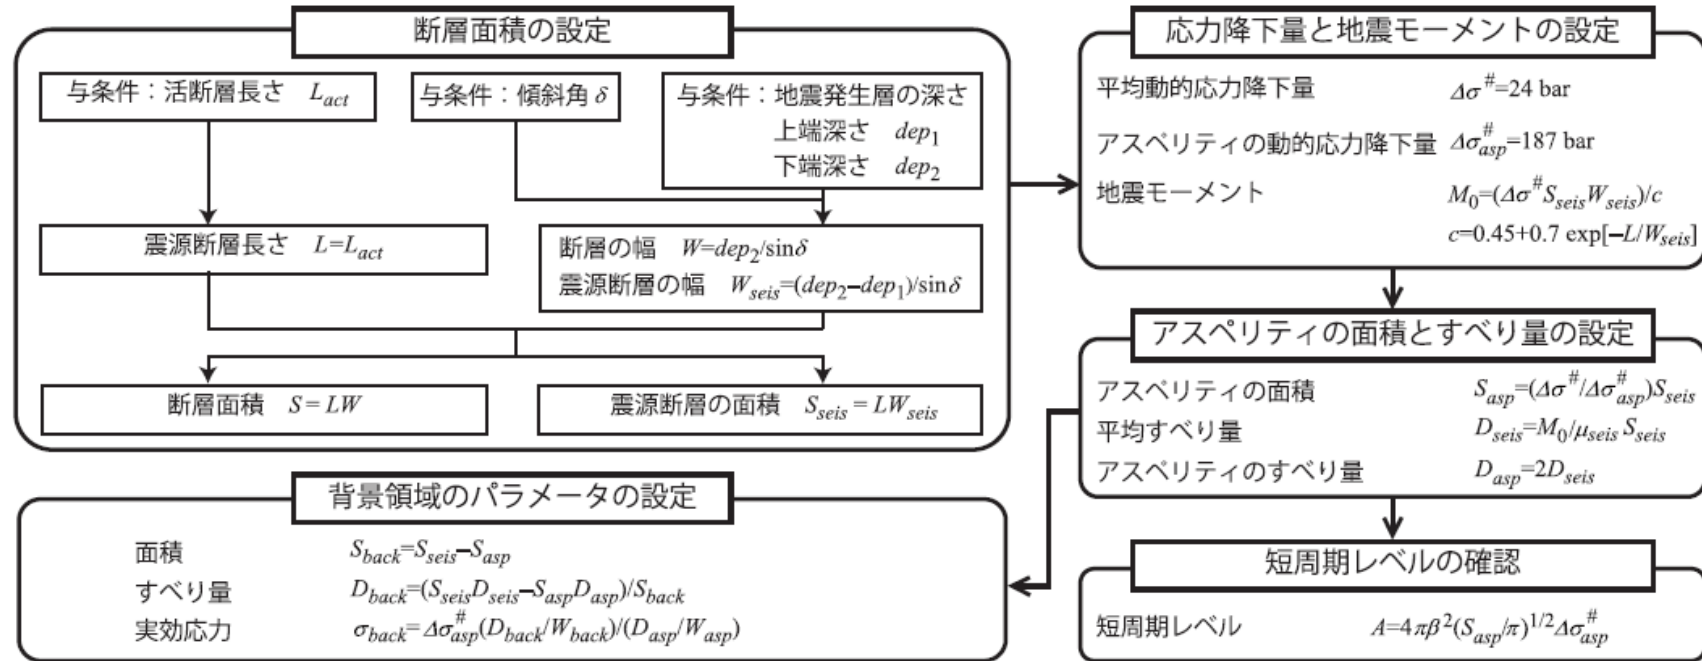 断層面積の設定
与条件：活断層長さ L_act
与条件：傾斜角 δ
与条件：地震発生層の深さ
上端深さ dep_1
下端深さ dep_2
震源断層長さ L=L_act
断層の幅 W=dep_2/sinδ
震源断層の幅 W_seis=(dep_2–dep_1)/sinδ
断層面積 S=LW
震源断層の面積 S_seis=LW_seis
応力降下量と地震モーメントの設定
平均動的応力降下量 Δσ^#=24 bar
アスペリティの動的応力降下量 Δσ^#_asp=187 bar
地震モーメント M_0=(Δσ^#S_seisW_seis)/c
c=0.45+0.7 exp[–L/W_seis]
アスペリティの面積とすべり量の設定
アスペリティの面積 S_asp=(Δσ^#/Δσ^#_asp)S_seis
平均すべり量 D_seis=M_0/μ_seis S_seis
アスペリティのすべり量 D_asp=2D_seis
短周期レベルの確認
短周期レベル A=4πβ^2(S_asp/π)^1/2Δσ^#_asp
背景領域のパラメータの設定
面積 S_back=S_seis–S_asp
すべり量 D_back=(S_seisD_seis–S_aspD_asp)/S_back
実効応力 σ_back=Δσ^#_asp(D_back/W_back)/(D_asp/W_asp)